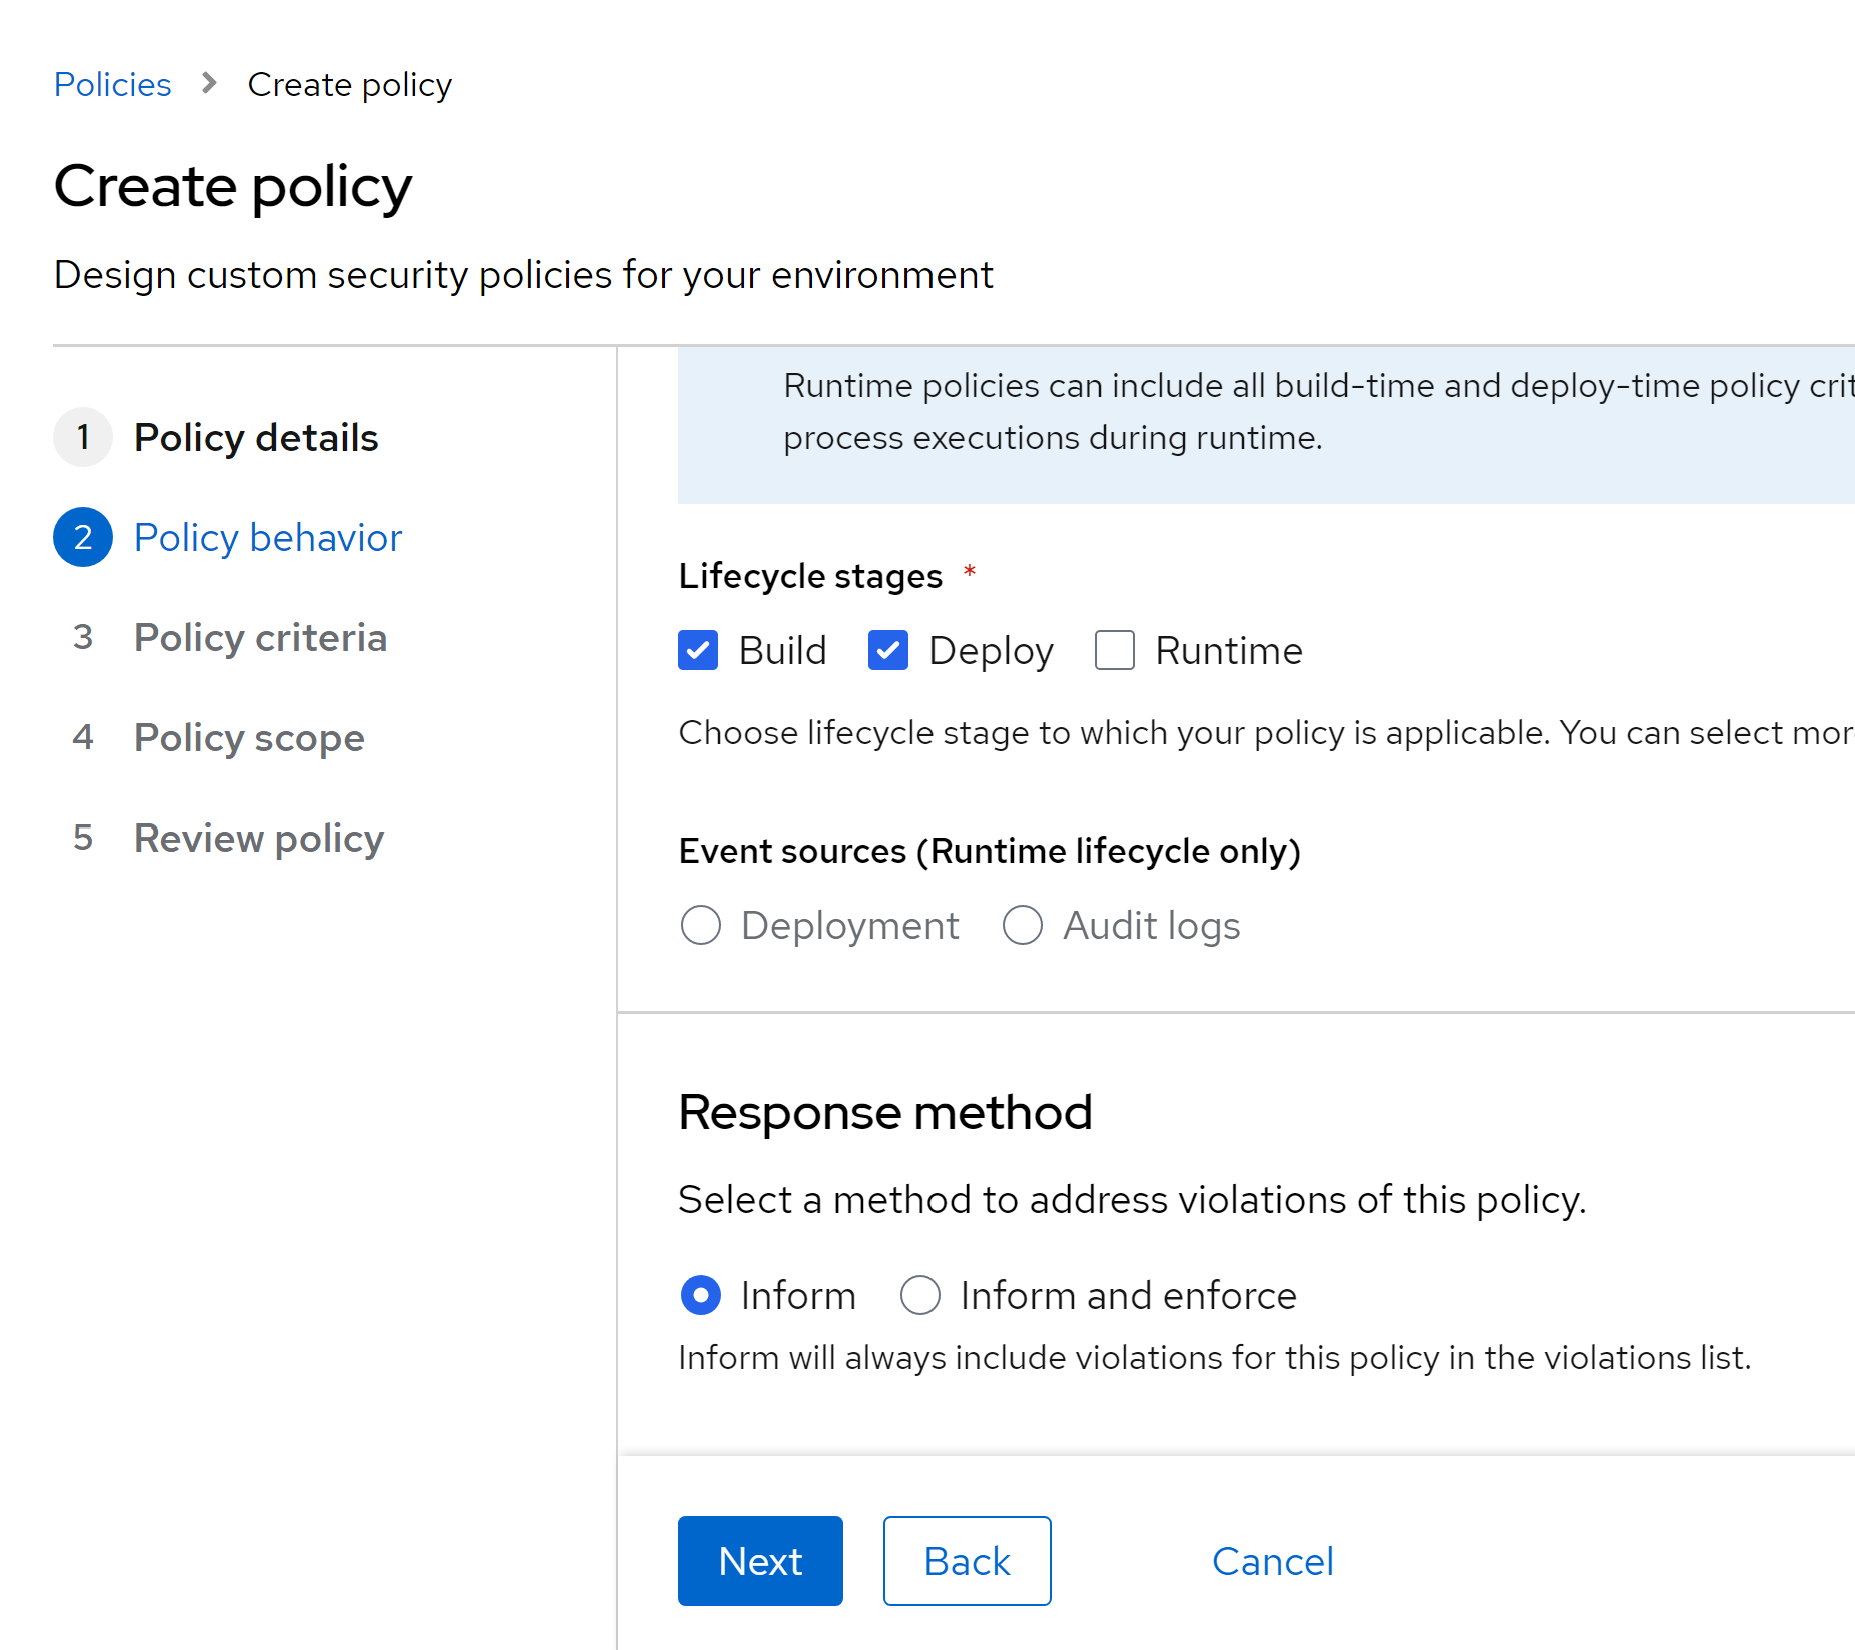 Policies > Create policy
Create policy
Design custom security policies for your environment
1 Policy details
2 Policy behavior
3 Policy criteria
4 Policy scope
5 Review policy
Runtime policies can include all build-time and deploy-time policy
process executions during runtime.
Lifecycle stages *
Build Deploy Runtime
Choose lifecycle stage to which your policy is applicable. You can select
Event sources (Runtime lifecycle only)
Deployment Audit logs
Response method
Select a method to address violations of this policy.
Inform Inform and enforce
Inform will always include violations for this policy in the violations list.
Next Back Cancel